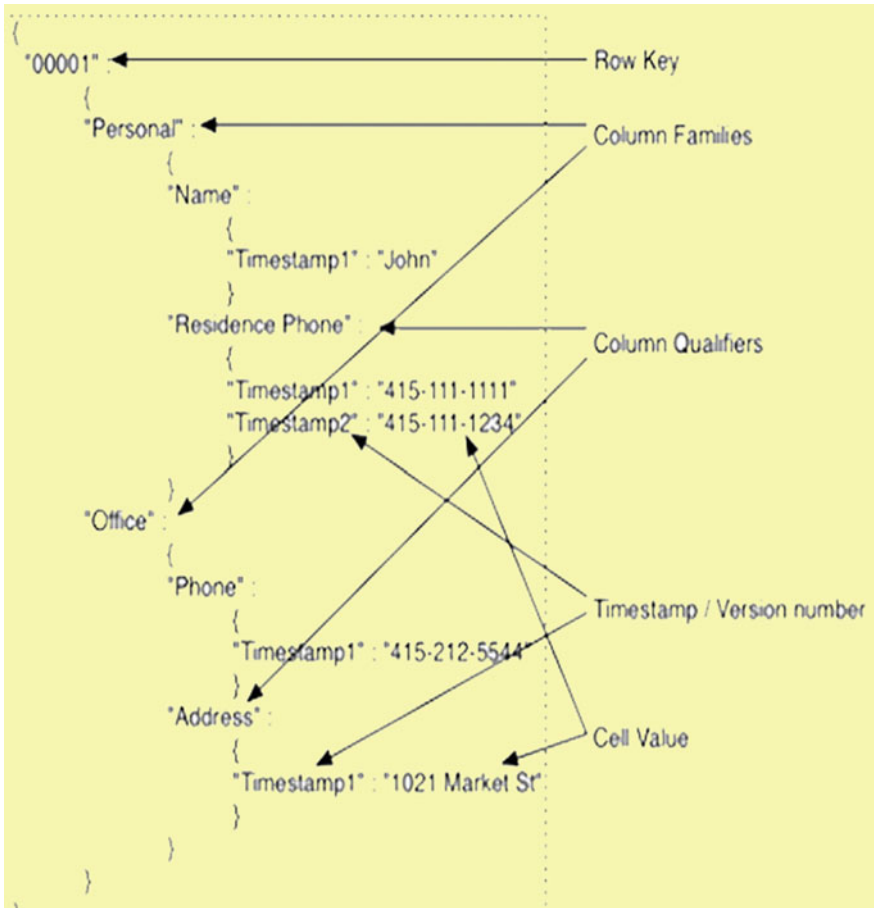 {
"00001" : Row Key
{
"Personal" : Column Families
{
"Name" :
{
"Timestamp1" : "John"
}
"Residence Phone" : Column Qualifiers
{
"Timestamp1" : "415-111-1111"
"Timestamp2" : "415-111-1234"
}
}
"Office" :
{
"Phone" : Timestamp / Version number
{
"Timestamp1" : "415-212-5544"
}
"Address" : Cell Value
{
"Timestamp1" : "1021 Market St"
}
}
}
}